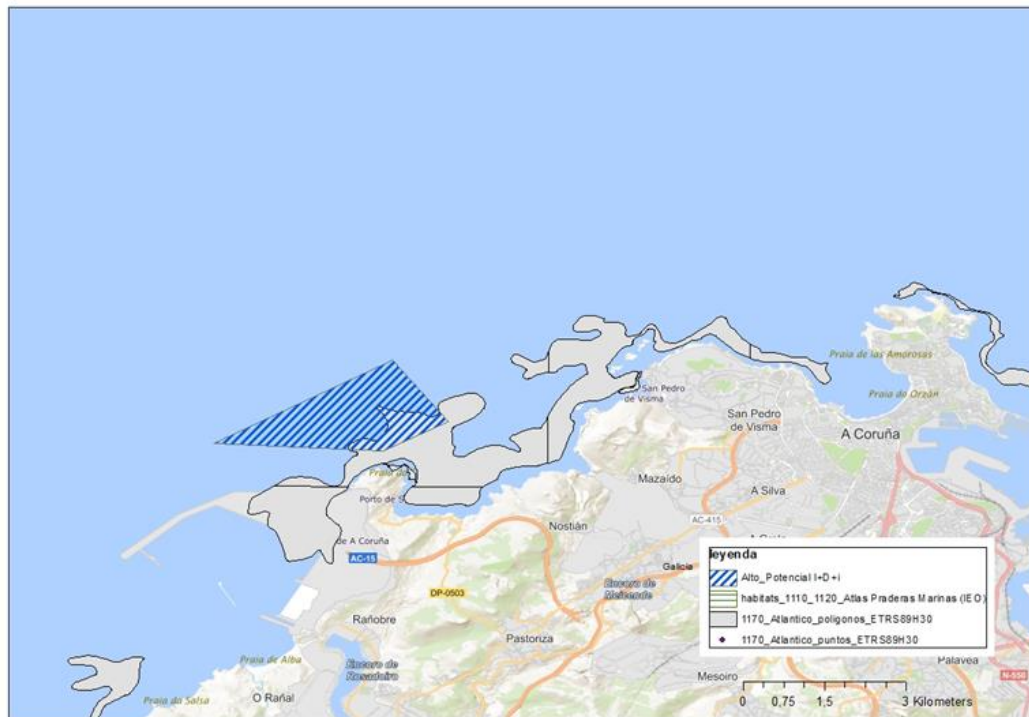 Praia de las Amorosas
San Pedro
de Visma
Praia do Orzán
San Pedro
de Visma
A Coruña
Praia de
Mazaído
A Silva
Porto de S
Nostián
AC-415
de A Coruña
AC-15
Galicia
Encoro de
Meicende
DP-0503
Rañobre
Pastoriza
Praia de Alba
Encoro de
Rosadoiro
Praia da Salsa
O Rañal
Mesoiro
Palavea
N-550
leyenda
Alto_Potencial I+D+i
habitats_1110_1120_Atlas Praderas Marinas (IEO)
1170_Atlantico_poligonos_ETRS89H30
1170_Atlantico_puntos_ETRS89H30
0 0.75 1.5 3 Kilometers